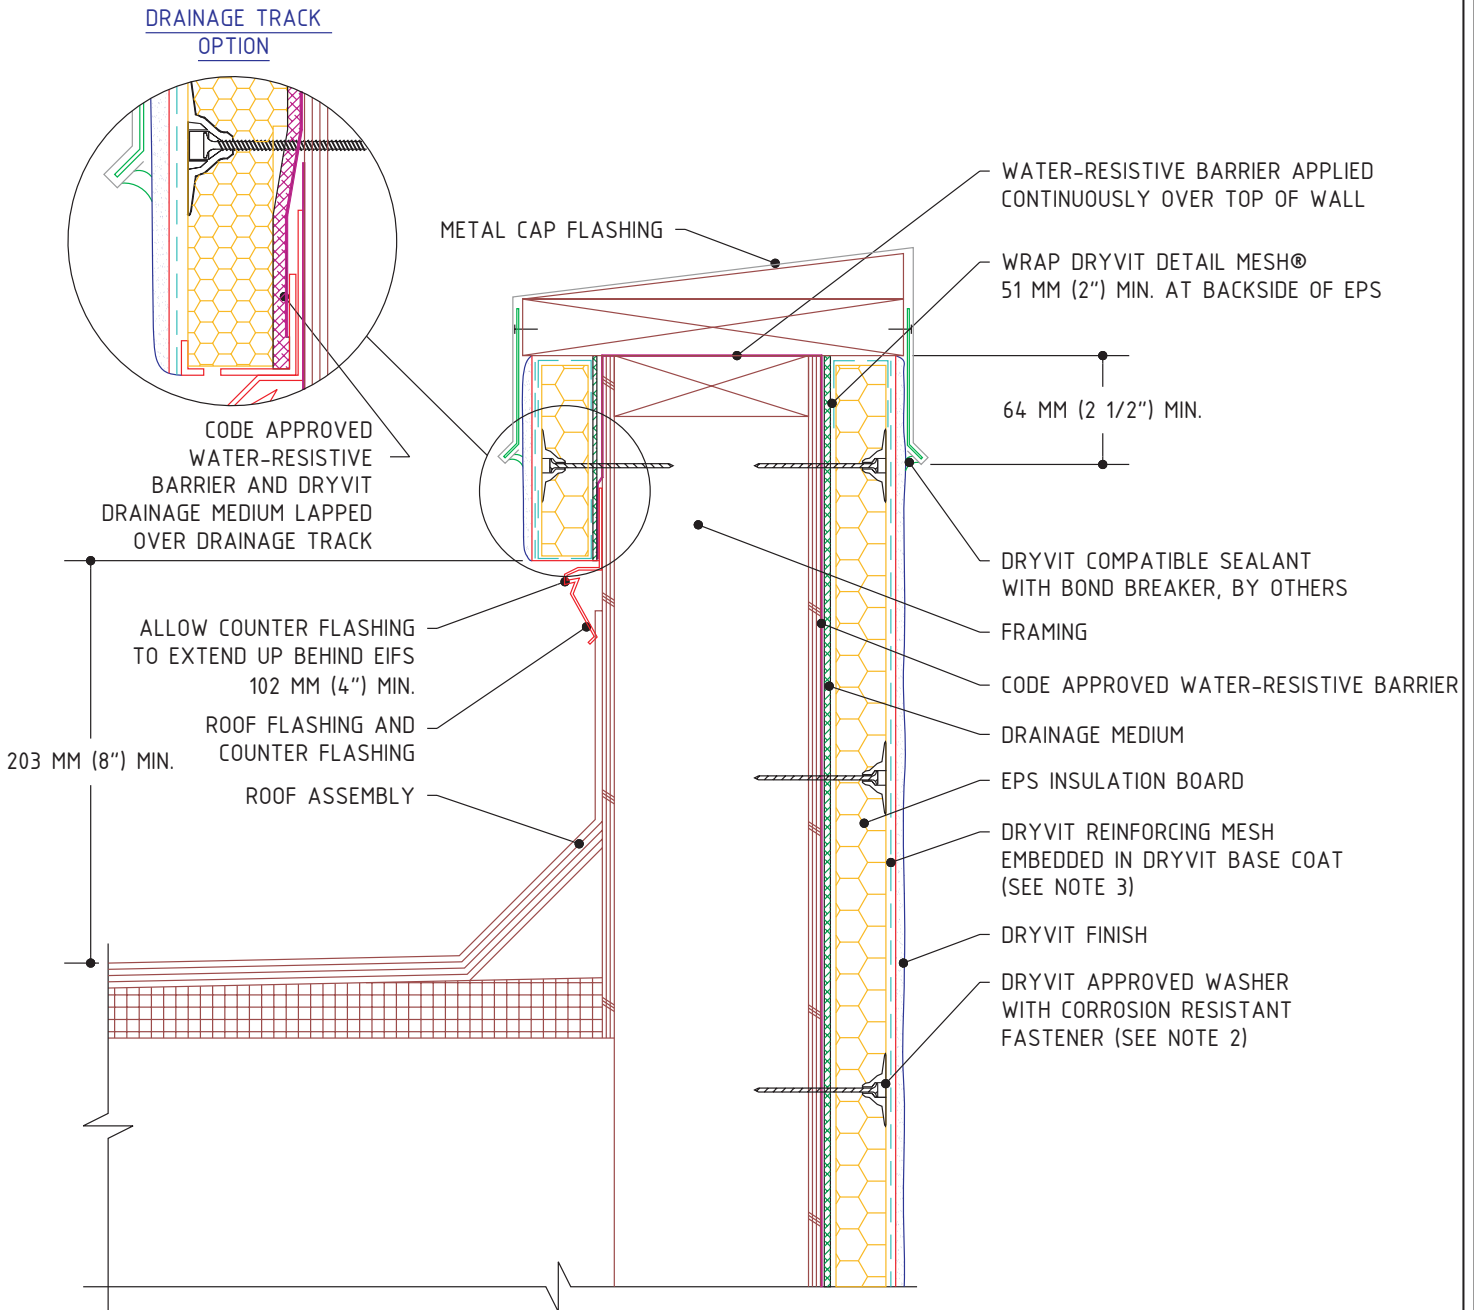 DRAINAGE TRACK
OPTION
METAL CAP FLASHING
WATER-RESISTIVE BARRIER APPLIED
CONTINUOUSLY OVER TOP OF WALL
WRAP DRYVIT DETAIL MESH®
51 MM (2") MIN. AT BACKSIDE OF EPS
64 MM (2 1/2") MIN.
CODE APPROVED
WATER-RESISTIVE
BARRIER AND DRYVIT
DRAINAGE MEDIUM LAPPED
OVER DRAINAGE TRACK
DRYVIT COMPATIBLE SEALANT
WITH BOND BREAKER, BY OTHERS
ALLOW COUNTER FLASHING
TO EXTEND UP BEHIND EIFS
102 MM (4") MIN.
FRAMING
CODE APPROVED WATER-RESISTIVE BARRIER
ROOF FLASHING AND
COUNTER FLASHING
203 MM (8") MIN.
DRAINAGE MEDIUM
EPS INSULATION BOARD
ROOF ASSEMBLY
DRYVIT REINFORCING MESH
EMBEDDED IN DRYVIT BASE COAT
(SEE NOTE 3)
DRYVIT FINISH
DRYVIT APPROVED WASHER
WITH CORROSION RESISTANT
FASTENER (SEE NOTE 2)